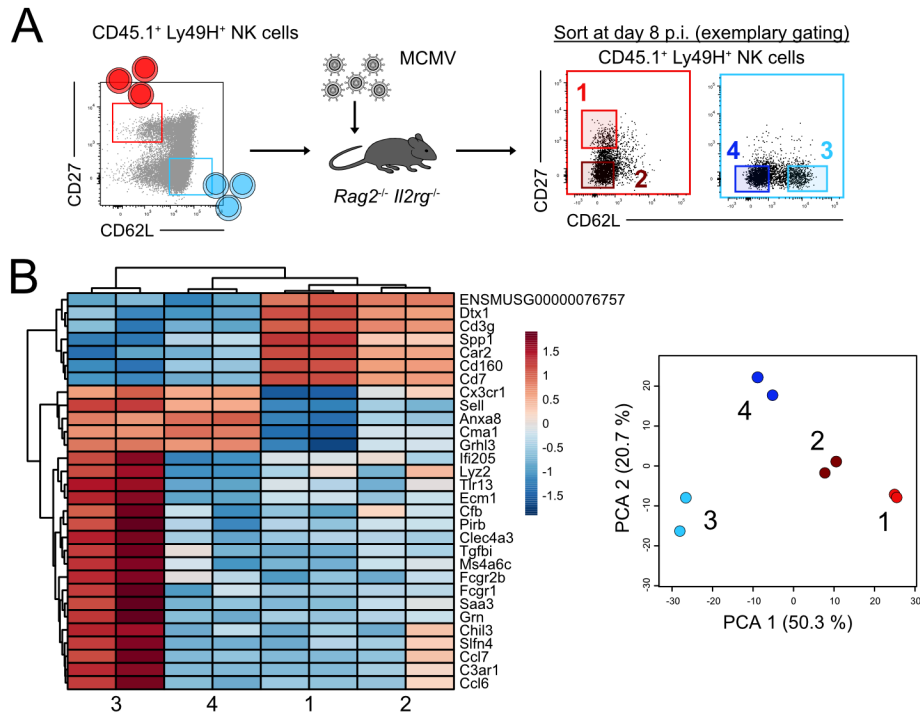 A
CD45.1+ Ly49H+ NK cells
CD27
CD62L
MCMV
Rag2-/- Il2rg-/-
Sort at day 8 p.i. (exemplary gating)
CD45.1+ Ly49H+ NK cells
1
2
4
3
CD27
CD62L
B
ENSMUSG00000076757
Dtx1
Cd3g
Spp1
Car2
Cd160
Cd7
Cx3cr1
Sell
Anxa8
Cma1
Grhl3
Ifi205
Lyz2
Tlr13
Ecm1
Cfb
Pirb
Clec4a3
Tgfbi
Ms4a6c
Fcgr2b
Fcgr1
Saa3
Grn
Chil3
Slfn4
Ccl7
C3ar1
Ccl6
3 4 1 2
1.5
1
0.5
0
-0.5
-1
-1.5
PCA 2 (20.7 %)
20
10
0
-10
-20
-30
4
2
3
1
-30 -20 -10 0 10 20 30
PCA 1 (50.3 %)